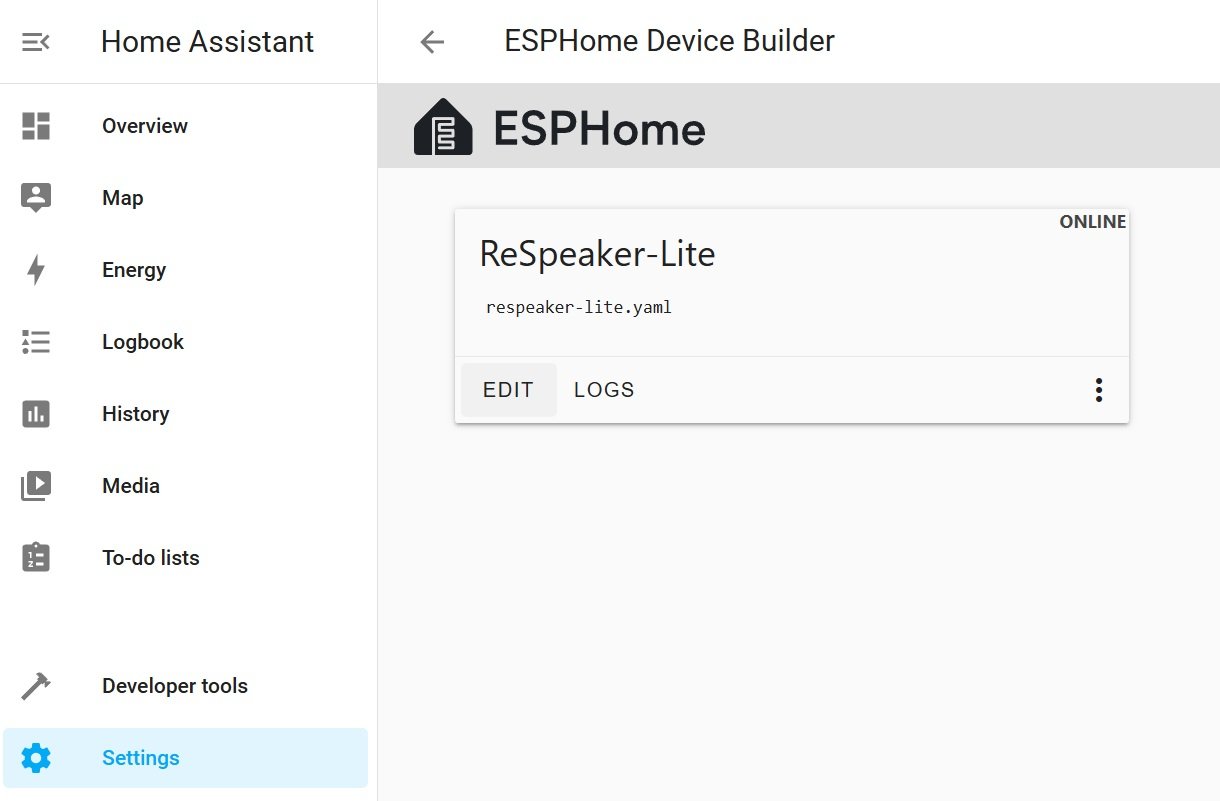 Home Assistant
Overview
Map
Energy
Logbook
History
Media
To-do lists
Developer tools
Settings
ESPHome Device Builder
ESPHome
ONLINE
ReSpeaker-Lite
respeaker-lite.yaml
EDIT LOGS